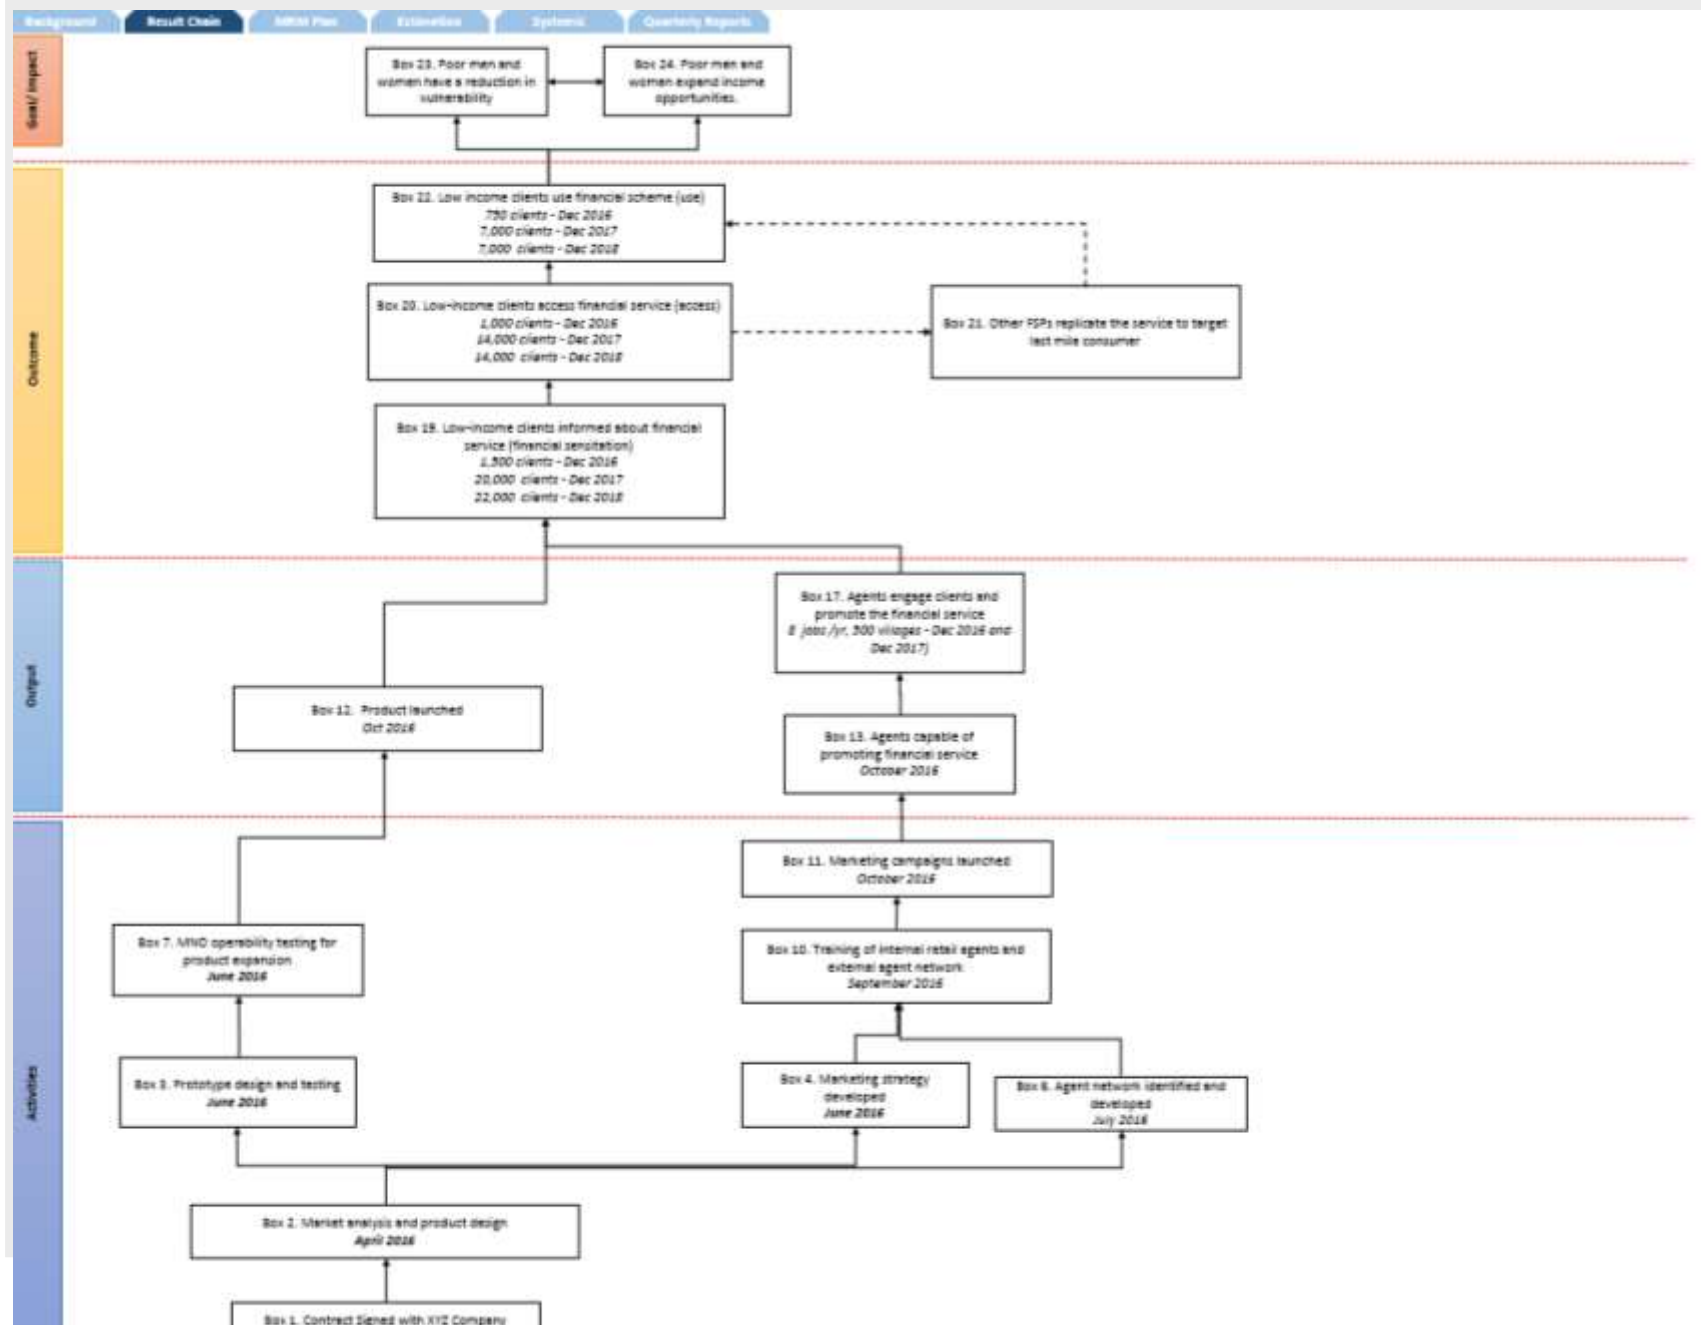 Background
Result Chain
MRM Plan
Estimation
Systemic
Quarterly Reports
Goal/ Impact
Box 23. Poor men and
women have a reduction in
vulnerability
Box 24. Poor men and
women expand income
opportunities.
Outcome
Box 22. Low income clients use financial scheme (use)
750 clients - Dec 2016
7,000 clients - Dec 2017
7,000 clients - Dec 2018
Box 20. Low-income clients access financial service (access)
1,000 clients - Dec 2016
14,000 clients - Dec 2017
14,000 clients - Dec 2018
Box 21. Other FSPs replicate the service to target
last mile consumer
Box 19. Low-income clients informed about financial
service (financial sensitation)
1,500 clients - Dec 2016
20,000 clients - Dec 2017
22,000 clients - Dec 2018
Output
Box 17. Agents engage clients and
promote the financial service
8 jobs /yr, 500 villages - Dec 2016 and
Dec 2017)
Box 12. Product launched
Oct 2016
Box 13. Agents capable of
promoting financial service
October 2016
Activities
Box 11. Marketing campaigns launched
October 2016
Box 7. MNO operability testing for
product expansion
June 2016
Box 10. Training of internal retail agents and
external agent network
September 2016
Box 3. Prototype design and testing
June 2016
Box 4. Marketing strategy
developed
June 2016
Box 6. Agent network identified and
developed
July 2016
Box 2. Market analysis and product design
April 2016
Box 1. Contract Signed with XYZ Company